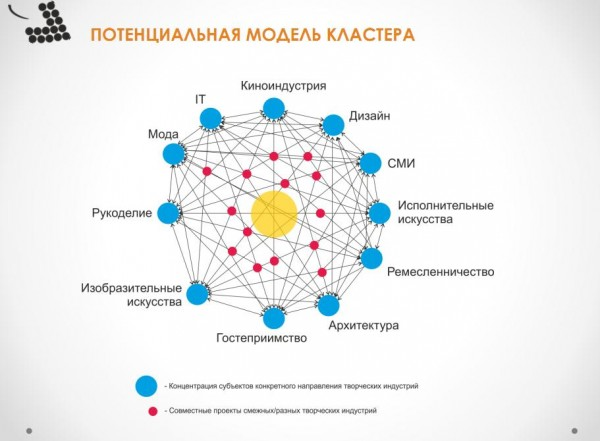 ПОТЕНЦИАЛЬНАЯ МОДЕЛЬ КЛАСТЕРА
Киноиндустрия
IT
Дизайн
Мода
СМИ
Рукоделие
Исполнительные
искусства
Ремесленничество
Изобразительные
искусства
Архитектура
Гостеприимство
- Концентрация субъектов конкретного направления творческих индустрий
- Совместные проекты смежных/разных творческих индустрий